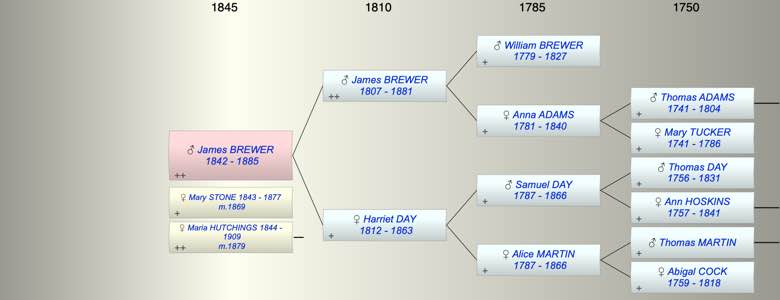 1845 1810 1785 1750
♂ William BREWER
1779 - 1827
+
♂ James BREWER
1807 - 1881
++
♀ Anna ADAMS
1781 - 1840
+
♂ Thomas ADAMS
1741 - 1804
+
♀ Mary TUCKER
1741 - 1786
+
♂ James BREWER
1842 - 1885
++
♀ Mary STONE 1843 - 1877
m.1869
+
♀ Maria HUTCHINGS 1844 -
1909
m.1879
++
♀ Harriet DAY
1812 - 1863
+
♂ Samuel DAY
1787 - 1866
+
♂ Thomas DAY
1756 - 1831
+
♀ Ann HOSKINS
1757 - 1841
+
♀ Alice MARTIN
1787 - 1866
+
♂ Thomas MARTIN
+
♀ Abigal COCK
1759 - 1818
+